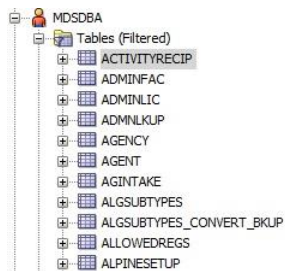 MDSDBA
Tables (Filtered)
ACTIVITYRECIP
ADMINFAC
ADMINLIC
ADMNLKUP
AGENCY
AGENT
AGINTAKE
ALGSUBTYPES
ALGSUBTYPES_CONVERT_BKUP
ALLOWEDREGS
ALPINESETUP